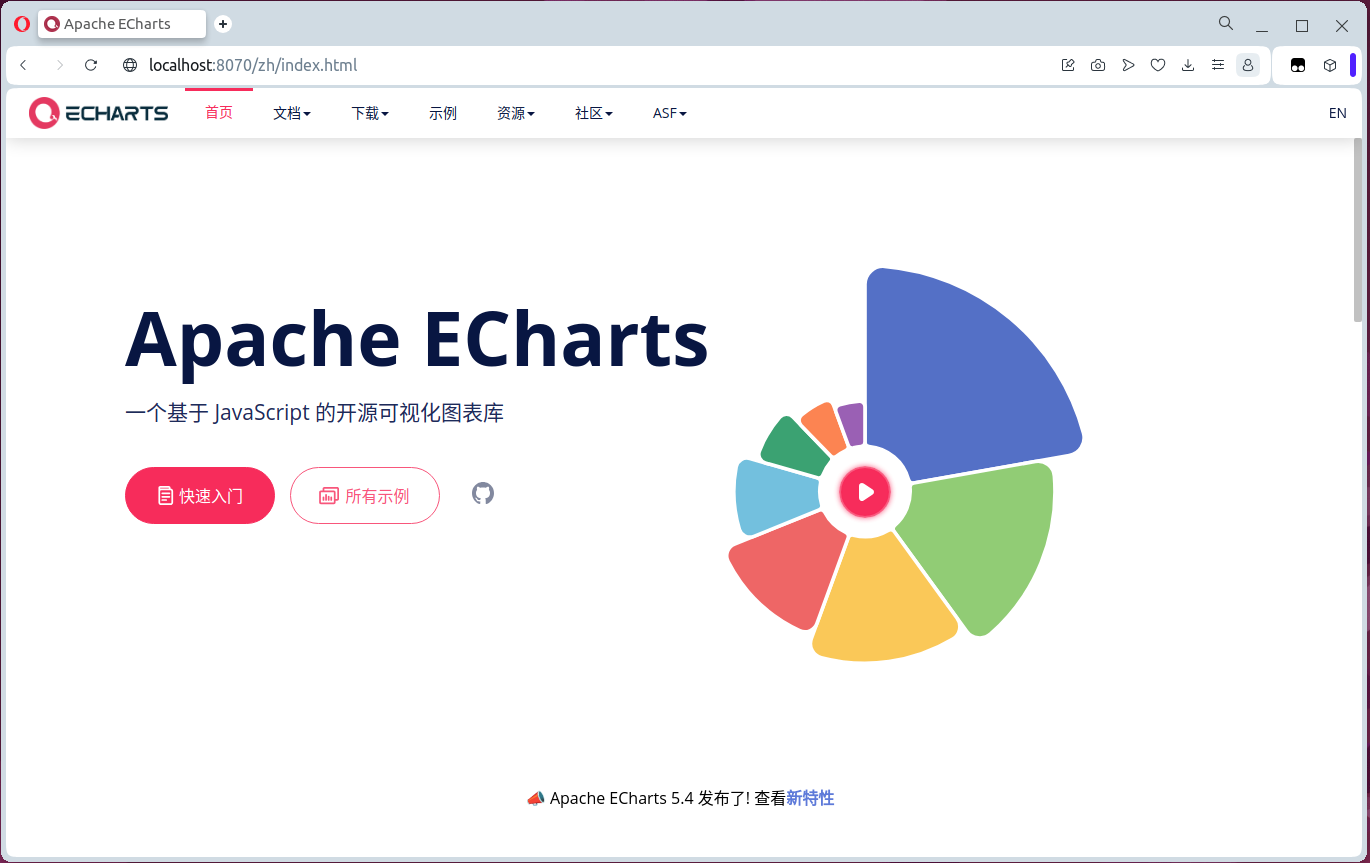 Apache ECharts
localhost:8070/zh/index.html
ECHARTS 首页 文档 下载 示例 资源 社区 ASF EN
Apache ECharts
一个基于 JavaScript 的开源可视化图表库
快速入门 所有示例
📣 Apache ECharts 5.4 发布了! 查看新特性